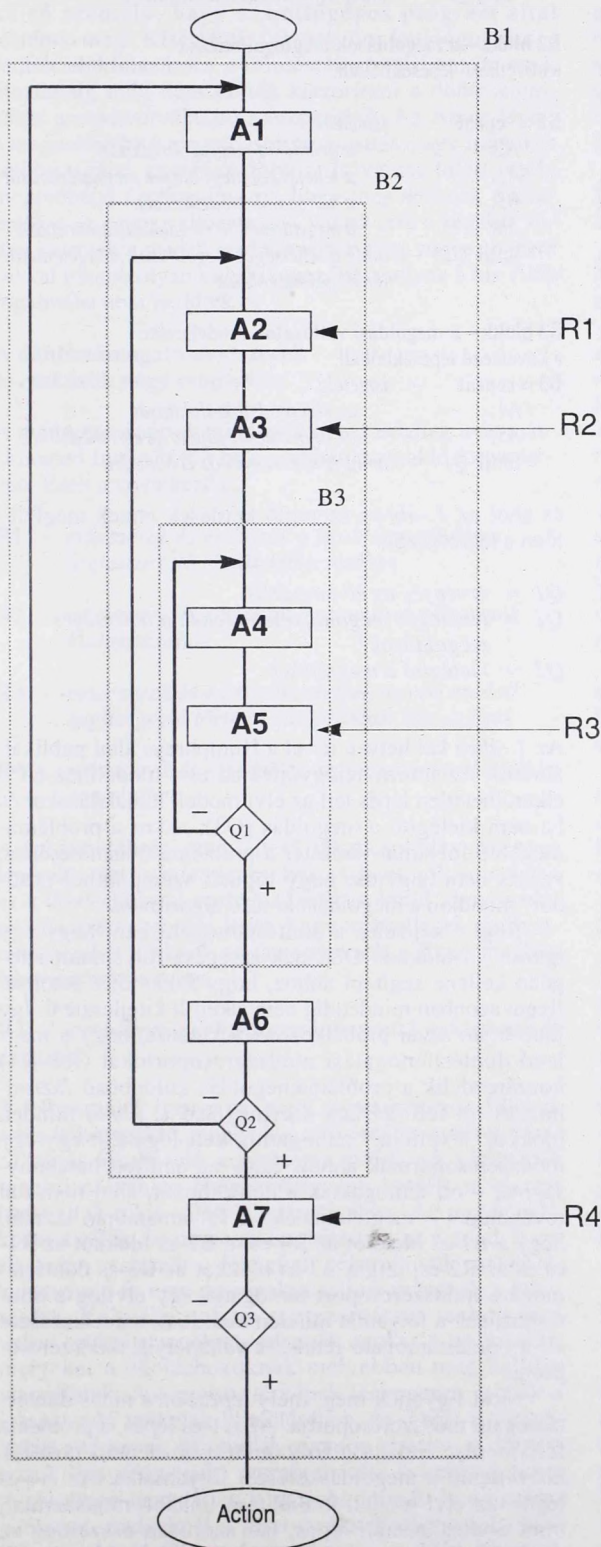 B1
A1
B2
A2 R1
A3 R2
B3
A4
A5 R3
Q1
+
A6
−
Q2
+
A7 R4
−
Q3
+
Action